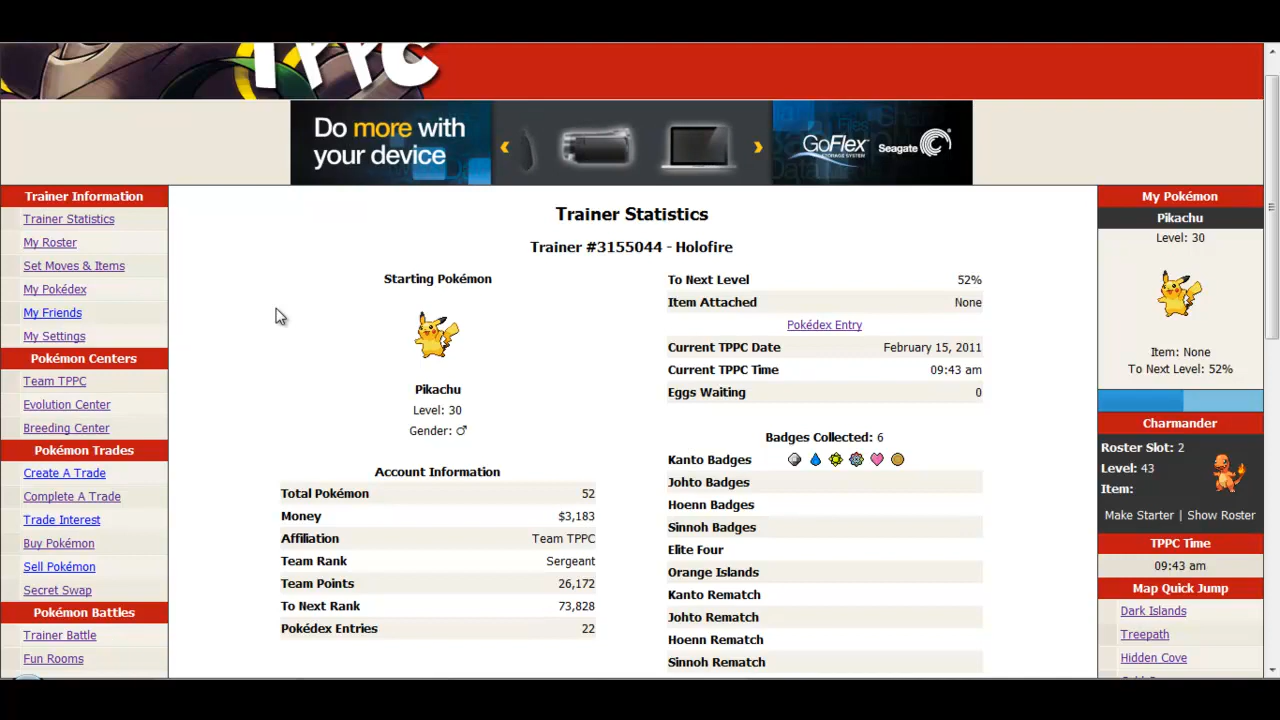 TPPC
Do more with
your device
GoFlex
STORAGE SYSTEM
Seagate
Trainer Information
Trainer Statistics
My Roster
Set Moves & Items
My Pokédex
My Friends
My Settings
Pokémon Centers
Team TPPC
Evolution Center
Breeding Center
Pokémon Trades
Create A Trade
Complete A Trade
Trade Interest
Buy Pokémon
Sell Pokémon
Secret Swap
Pokémon Battles
Trainer Battle
Fun Rooms
Trainer Statistics
Trainer #3155044 - Holofire
Starting Pokémon
Pikachu
Level: 30
Gender: ♂
Account Information
Total Pokémon 52
Money $3,183
Affiliation Team TPPC
Team Rank Sergeant
Team Points 26,172
To Next Rank 73,828
Pokédex Entries 22
To Next Level 52%
Item Attached None
Pokédex Entry
Current TPPC Date February 15, 2011
Current TPPC Time 09:43 am
Eggs Waiting 0
Badges Collected: 6
Kanto Badges
Johto Badges
Hoenn Badges
Sinnoh Badges
Elite Four
Orange Islands
Kanto Rematch
Johto Rematch
Hoenn Rematch
Sinnoh Rematch
My Pokémon
Pikachu
Level: 30
Item: None
To Next Level: 52%
Charmander
Roster Slot: 2
Level: 43
Item:
Make Starter | Show Roster
TPPC Time
09:43 am
Map Quick Jump
Dark Islands
Treepath
Hidden Cove